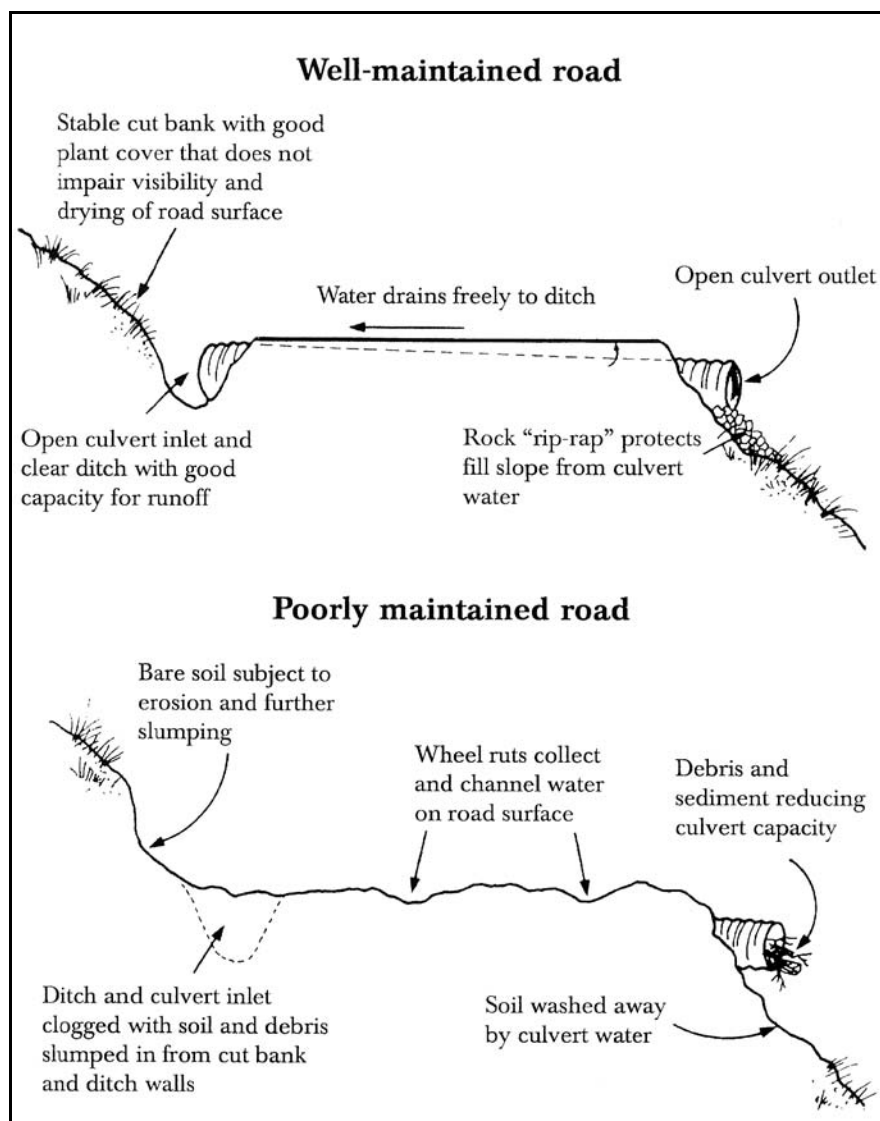 Well-maintained road
Stable cut bank with good
plant cover that does not
impair visibility and
drying of road surface
Water drains freely to ditch
Open culvert outlet
Open culvert inlet and
clear ditch with good
capacity for runoff
Rock “rip-rap” protects
fill slope from culvert
water
Poorly maintained road
Bare soil subject to
erosion and further
slumping
Wheel ruts collect
and channel water
on road surface
Debris and
sediment reducing
culvert capacity
Ditch and culvert inlet
clogged with soil and debris
slumped in from cut bank
and ditch walls
Soil washed away
by culvert water